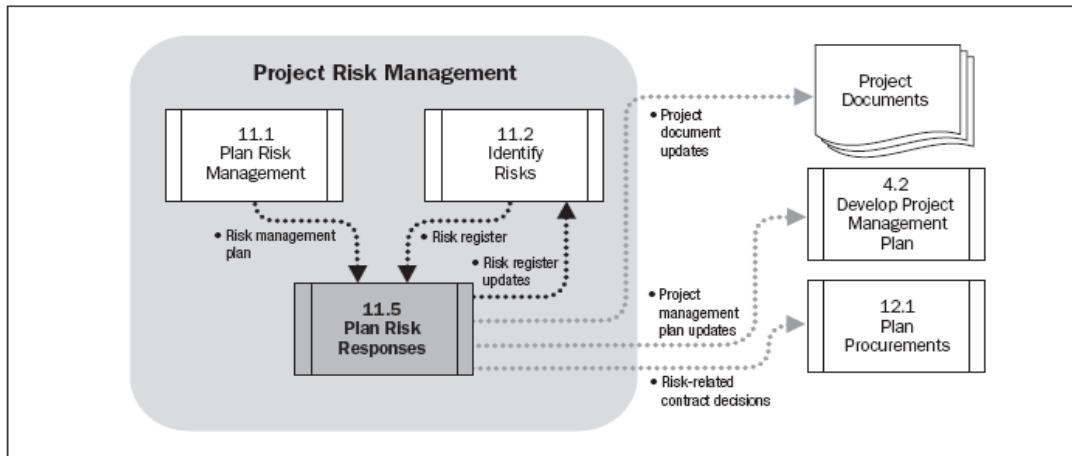 Project Risk Management
11.1
Plan Risk
Management
11.2
Identify
Risks
• Risk management
plan
• Risk register
• Risk register
updates
11.5
Plan Risk
Responses
• Project
document
updates
• Project
management
plan updates
• Risk-related
contract decisions
Project
Documents
4.2
Develop Project
Management
Plan
12.1
Plan
Procurements